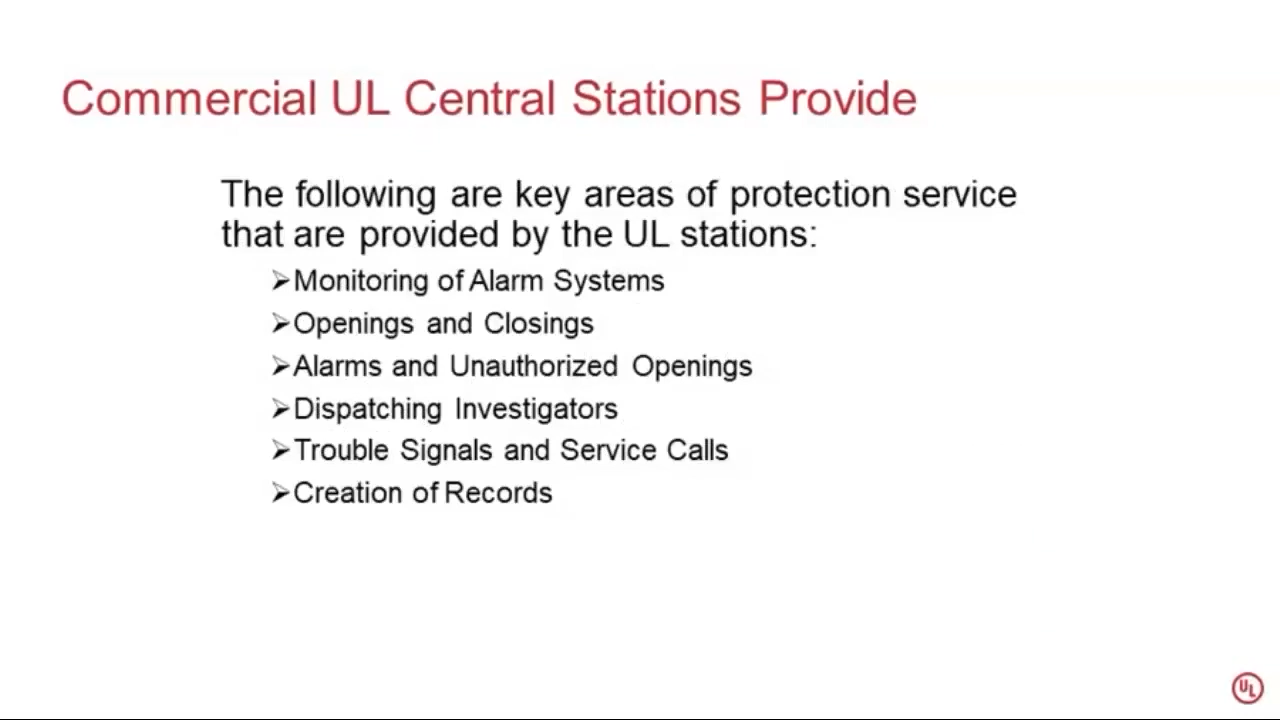 Commercial UL Central Stations Provide
The following are key areas of protection service
that are provided by the UL stations:
➢Monitoring of Alarm Systems
➢Openings and Closings
➢Alarms and Unauthorized Openings
➢Dispatching Investigators
➢Trouble Signals and Service Calls
➢Creation of Records
UL